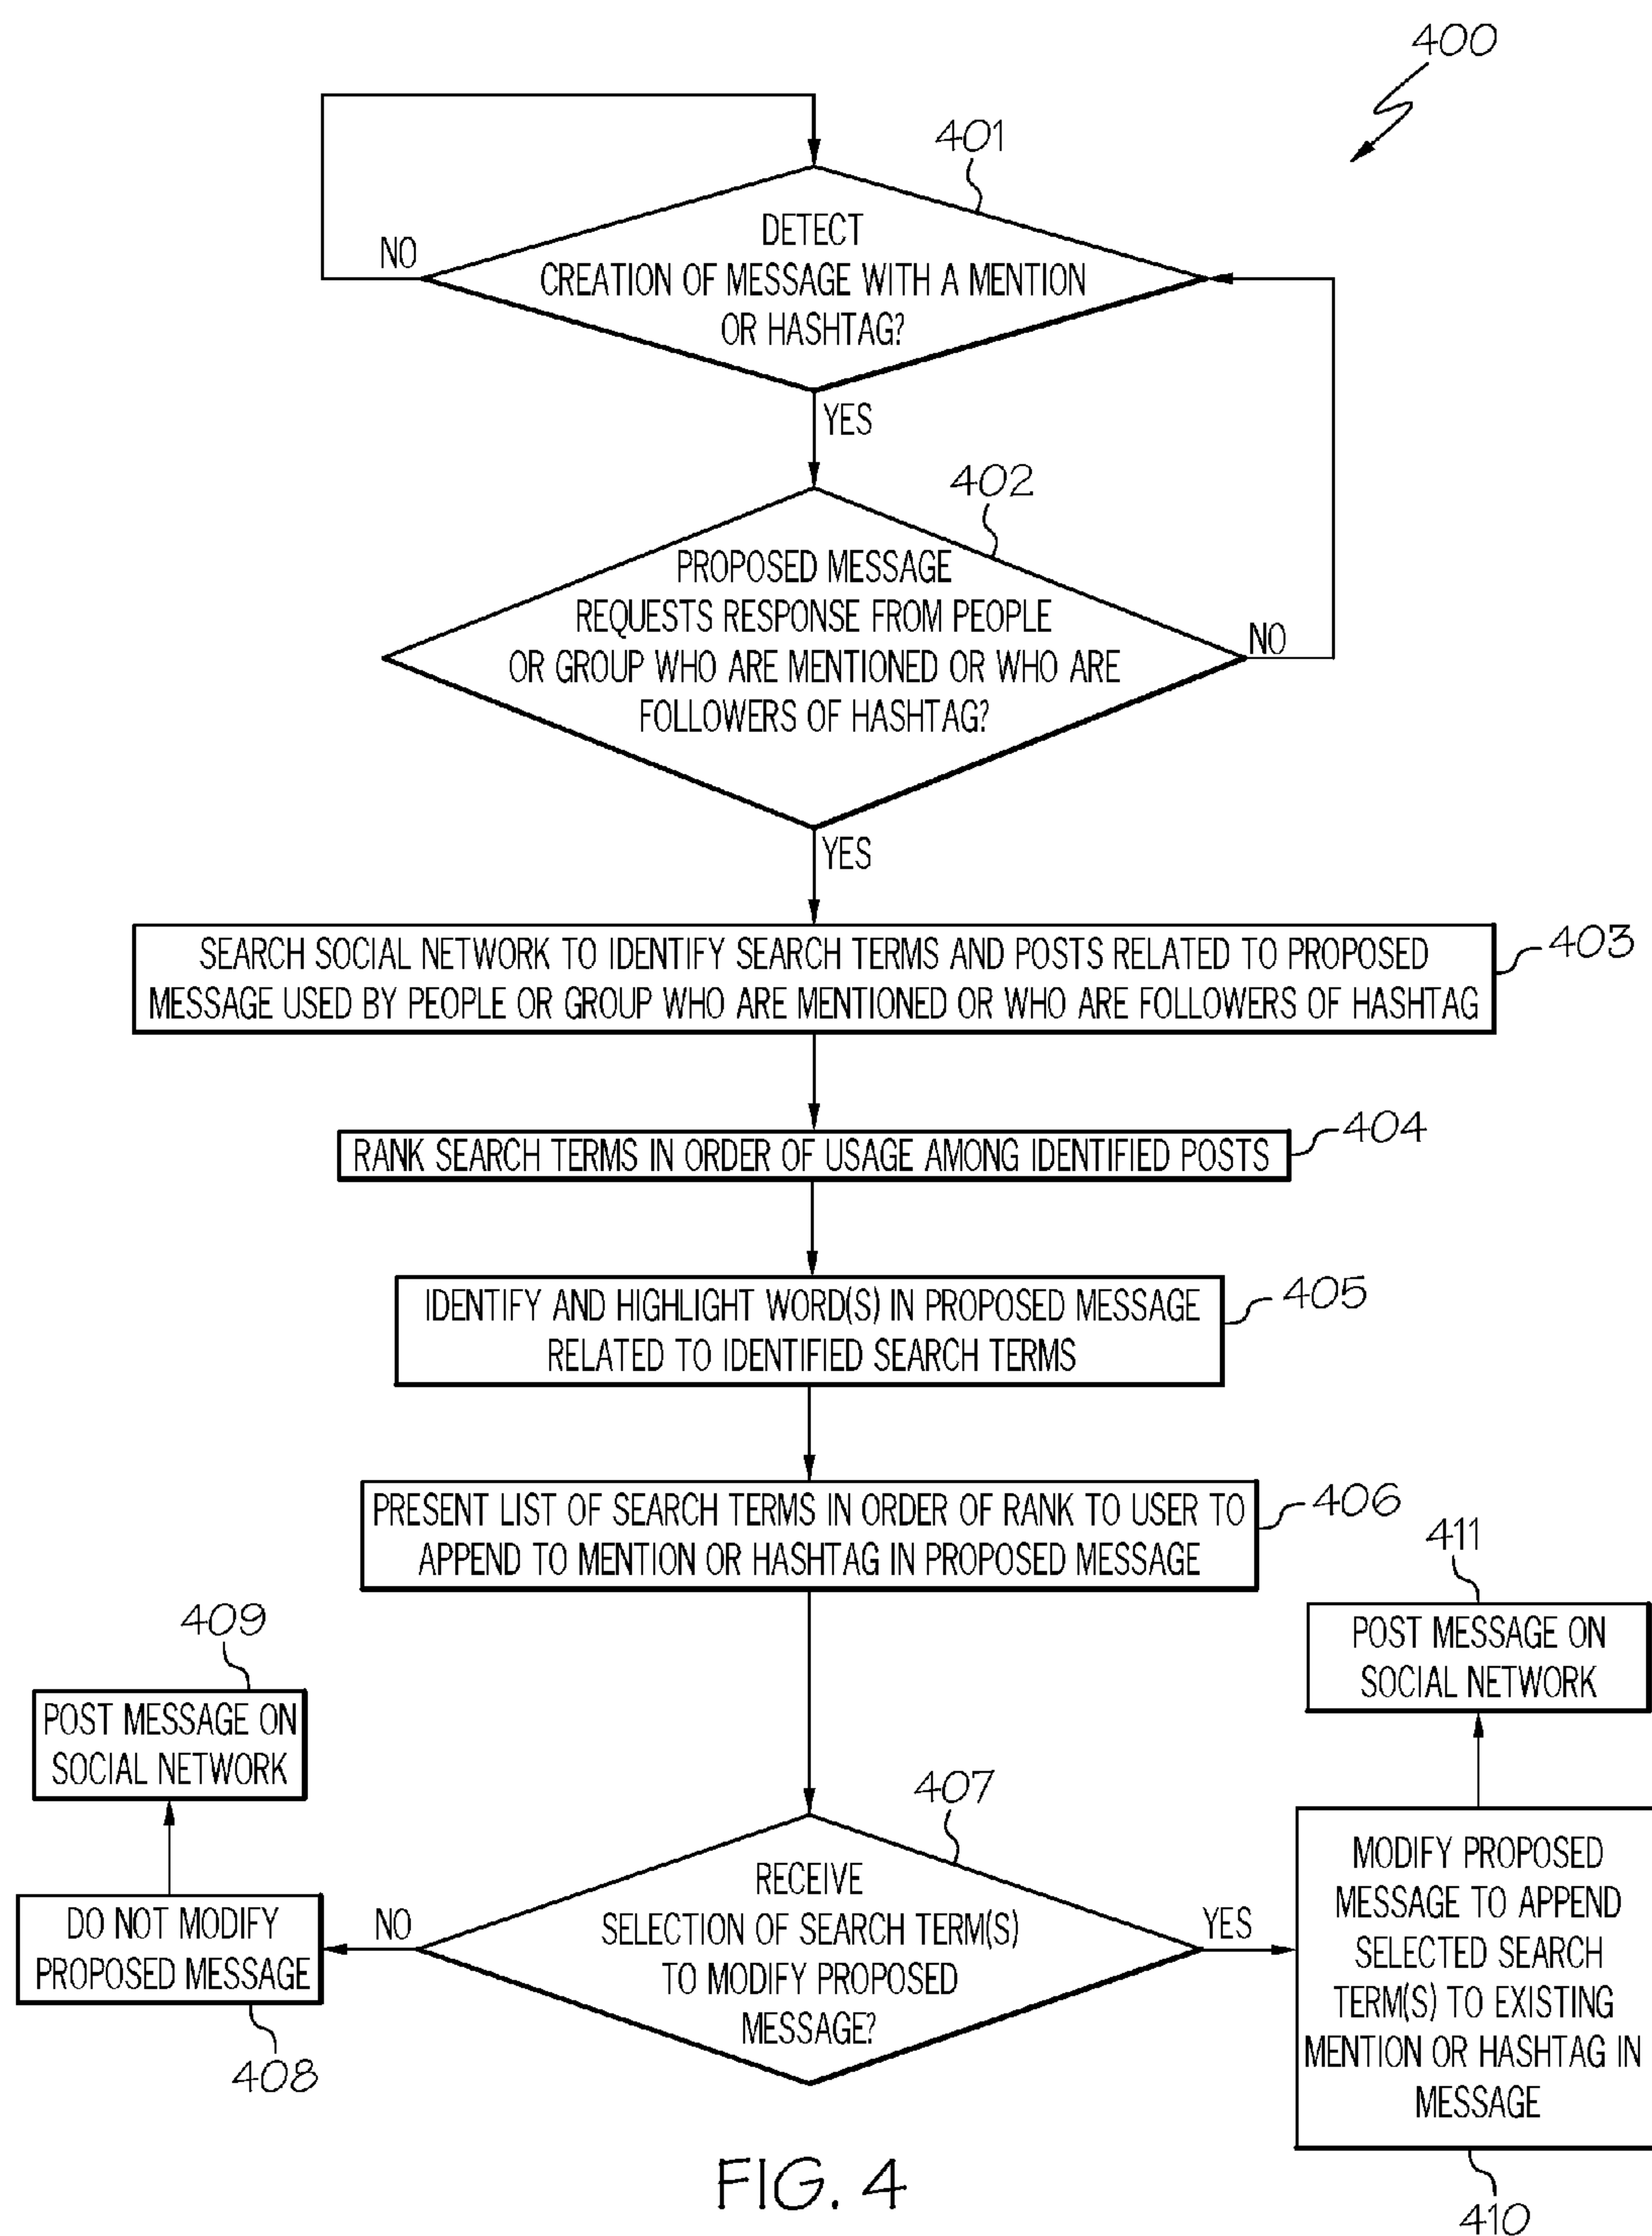 400
401
DETECT
CREATION OF MESSAGE WITH A MENTION
OR HASHTAG?
NO
YES
402
PROPOSED MESSAGE
REQUESTS RESPONSE FROM PEOPLE
OR GROUP WHO ARE MENTIONED OR WHO ARE
FOLLOWERS OF HASHTAG?
NO
YES
403
SEARCH SOCIAL NETWORK TO IDENTIFY SEARCH TERMS AND POSTS RELATED TO PROPOSED
MESSAGE USED BY PEOPLE OR GROUP WHO ARE MENTIONED OR WHO ARE FOLLOWERS OF HASHTAG
404
RANK SEARCH TERMS IN ORDER OF USAGE AMONG IDENTIFIED POSTS
405
IDENTIFY AND HIGHLIGHT WORD(S) IN PROPOSED MESSAGE
RELATED TO IDENTIFIED SEARCH TERMS
406
PRESENT LIST OF SEARCH TERMS IN ORDER OF RANK TO USER TO
APPEND TO MENTION OR HASHTAG IN PROPOSED MESSAGE
407
RECEIVE
SELECTION OF SEARCH TERM(S)
TO MODIFY PROPOSED
MESSAGE?
NO
DO NOT MODIFY
PROPOSED MESSAGE
408
409
POST MESSAGE ON
SOCIAL NETWORK
YES
MODIFY PROPOSED
MESSAGE TO APPEND
SELECTED SEARCH
TERM(S) TO EXISTING
MENTION OR HASHTAG IN
MESSAGE
410
411
POST MESSAGE ON
SOCIAL NETWORK
FIG. 4